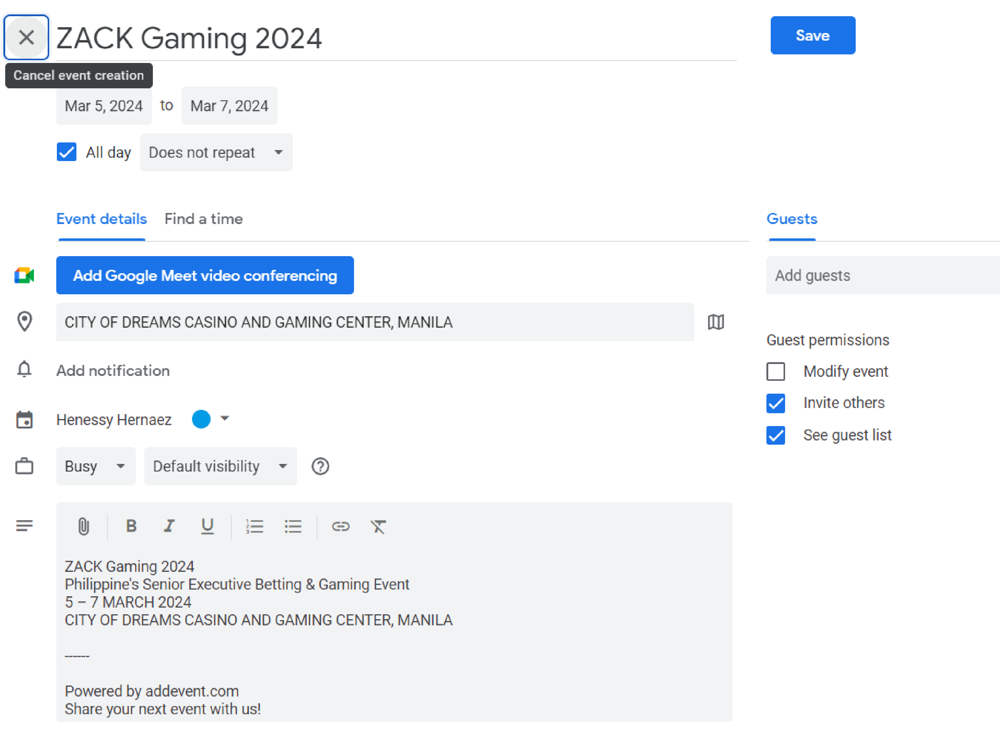 ZACK Gaming 2024
Save
Cancel event creation
Mar 5, 2024 to Mar 7, 2024
All day Does not repeat
Event details Find a time
Guests
Add Google Meet video conferencing
Add guests
CITY OF DREAMS CASINO AND GAMING CENTER, MANILA
Guest permissions
Add notification
Modify event
Invite others
Henessy Hernaez
See guest list
Busy Default visibility
B I U
ZACK Gaming 2024
Philippine's Senior Executive Betting & Gaming Event
5 – 7 MARCH 2024
CITY OF DREAMS CASINO AND GAMING CENTER, MANILA
------
Powered by addevent.com
Share your next event with us!